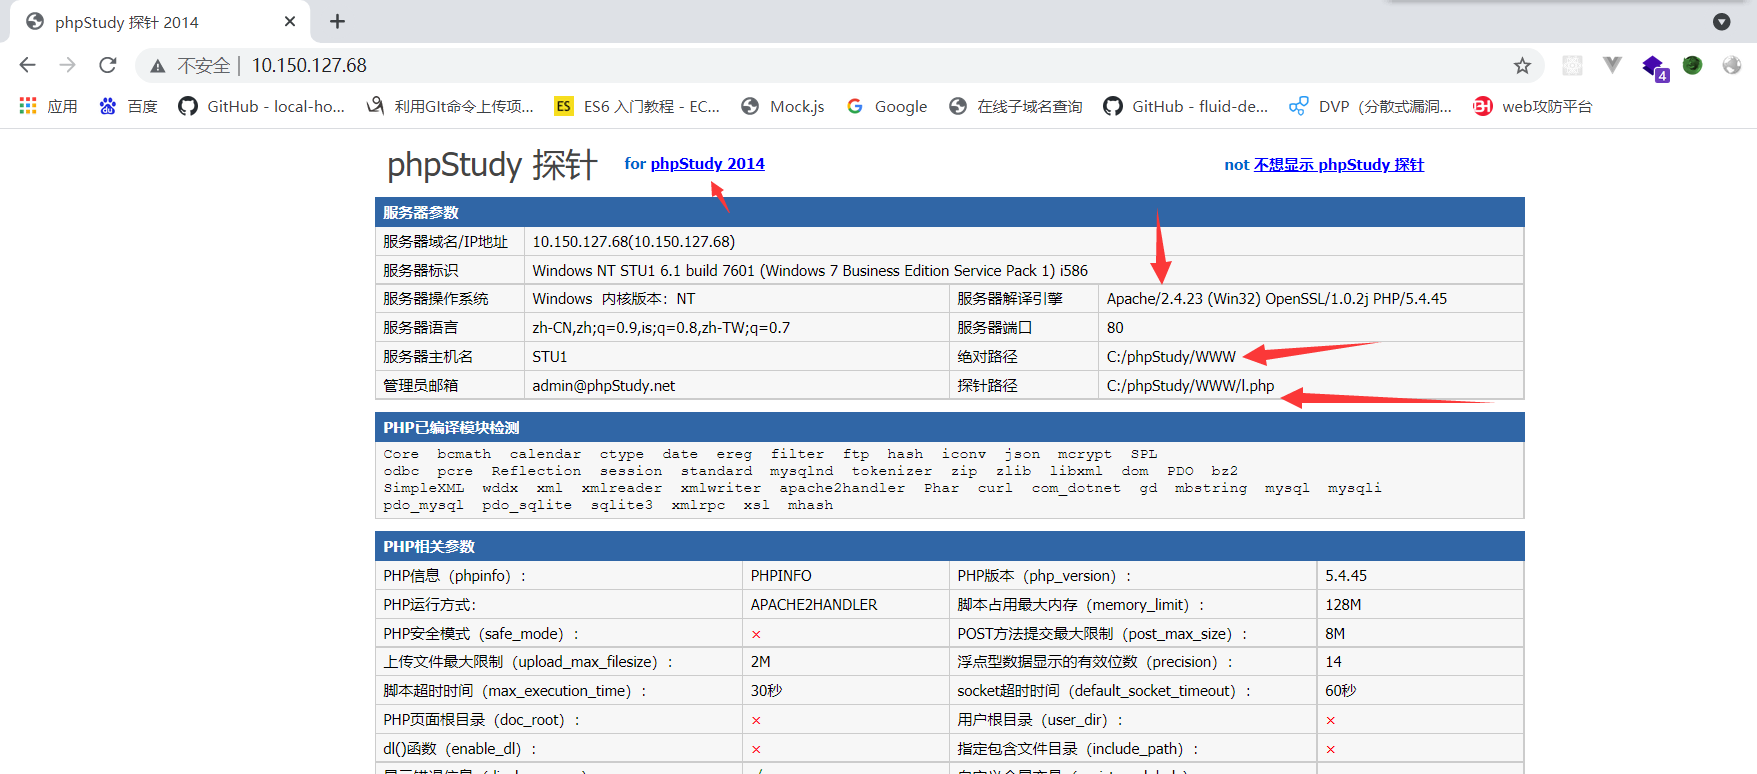 phpStudy 探针 2014
不安全 | 10.150.127.68
4
应用 百度 GitHub - local-ho... 利用GIt命令上传项... ES ES6 入门教程 - EC... Mock.js Google 在线子域名查询 GitHub - fluid-de... DVP（分散式漏洞... web攻防平台
phpStudy 探针 for phpStudy 2014 not 不想显示 phpStudy 探针
服务器参数
服务器域名/IP地址 10.150.127.68(10.150.127.68)
服务器标识 Windows NT STU1 6.1 build 7601 (Windows 7 Business Edition Service Pack 1) i586
服务器操作系统 Windows 内核版本：NT 服务器解译引擎 Apache/2.4.23 (Win32) OpenSSL/1.0.2j PHP/5.4.45
服务器语言 zh-CN,zh;q=0.9,is;q=0.8,zh-TW;q=0.7 服务器端口 80
服务器主机名 STU1 绝对路径 C:/phpStudy/WWW
管理员邮箱 admin@phpStudy.net 探针路径 C:/phpStudy/WWW/l.php
PHP已编译模块检测
Core bcmath calendar ctype date ereg filter ftp hash iconv json mcrypt SPL
odbc pcre Reflection session standard mysqlnd tokenizer zip zlib libxml dom PDO bz2
SimpleXML wddx xml xmlreader xmlwriter apache2handler Phar curl com_dotnet gd mbstring mysql mysqli
pdo_mysql pdo_sqlite sqlite3 xmlrpc xsl mhash
PHP相关参数
PHP信息（phpinfo）: PHPINFO PHP版本（php_version）: 5.4.45
PHP运行方式: APACHE2HANDLER 脚本占用最大内存（memory_limit）: 128M
PHP安全模式（safe_mode）: × POST方法提交最大限制（post_max_size）: 8M
上传文件最大限制（upload_max_filesize）: 2M 浮点型数据显示的有效位数（precision）: 14
脚本超时时间（max_execution_time）: 30秒 socket超时时间（default_socket_timeout）: 60秒
PHP页面根目录（doc_root）: × 用户根目录（user_dir）: ×
dl()函数（enable_dl）: × 指定包含文件目录（include_path）: ×